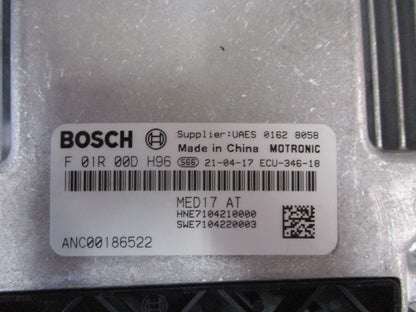 BOSCH Supplier:UAES 0162 8058
Made in China MOTRONIC
F 01R 00D H96 S66 21-04-17 ECU-346-18
MED17 AT
HNE7104210000
SWE7104220003
ANC00186522